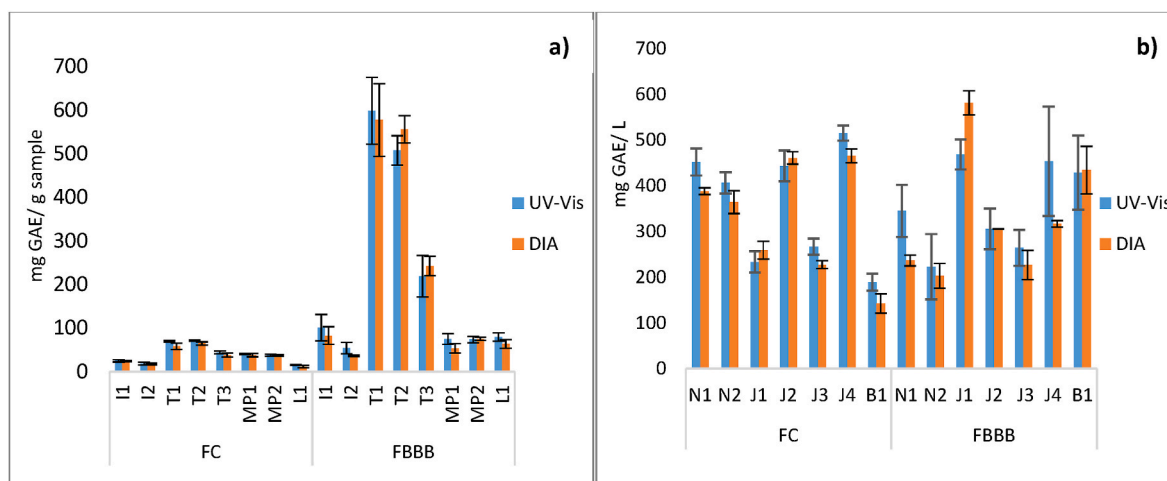 a)
mg GAE/ g sample
700
600
500
400
300
200
100
0
I1 I2 T1 T2 T3 MP1 MP2 L1 I1 I2 T1 T2 T3 MP1 MP2 L1
FC FBBB
UV-Vis
DIA
b)
mg GAE/ L
700
600
500
400
300
200
100
0
N1 N2 J1 J2 J3 J4 B1 N1 N2 J1 J2 J3 J4 B1
FC FBBB
UV-Vis
DIA